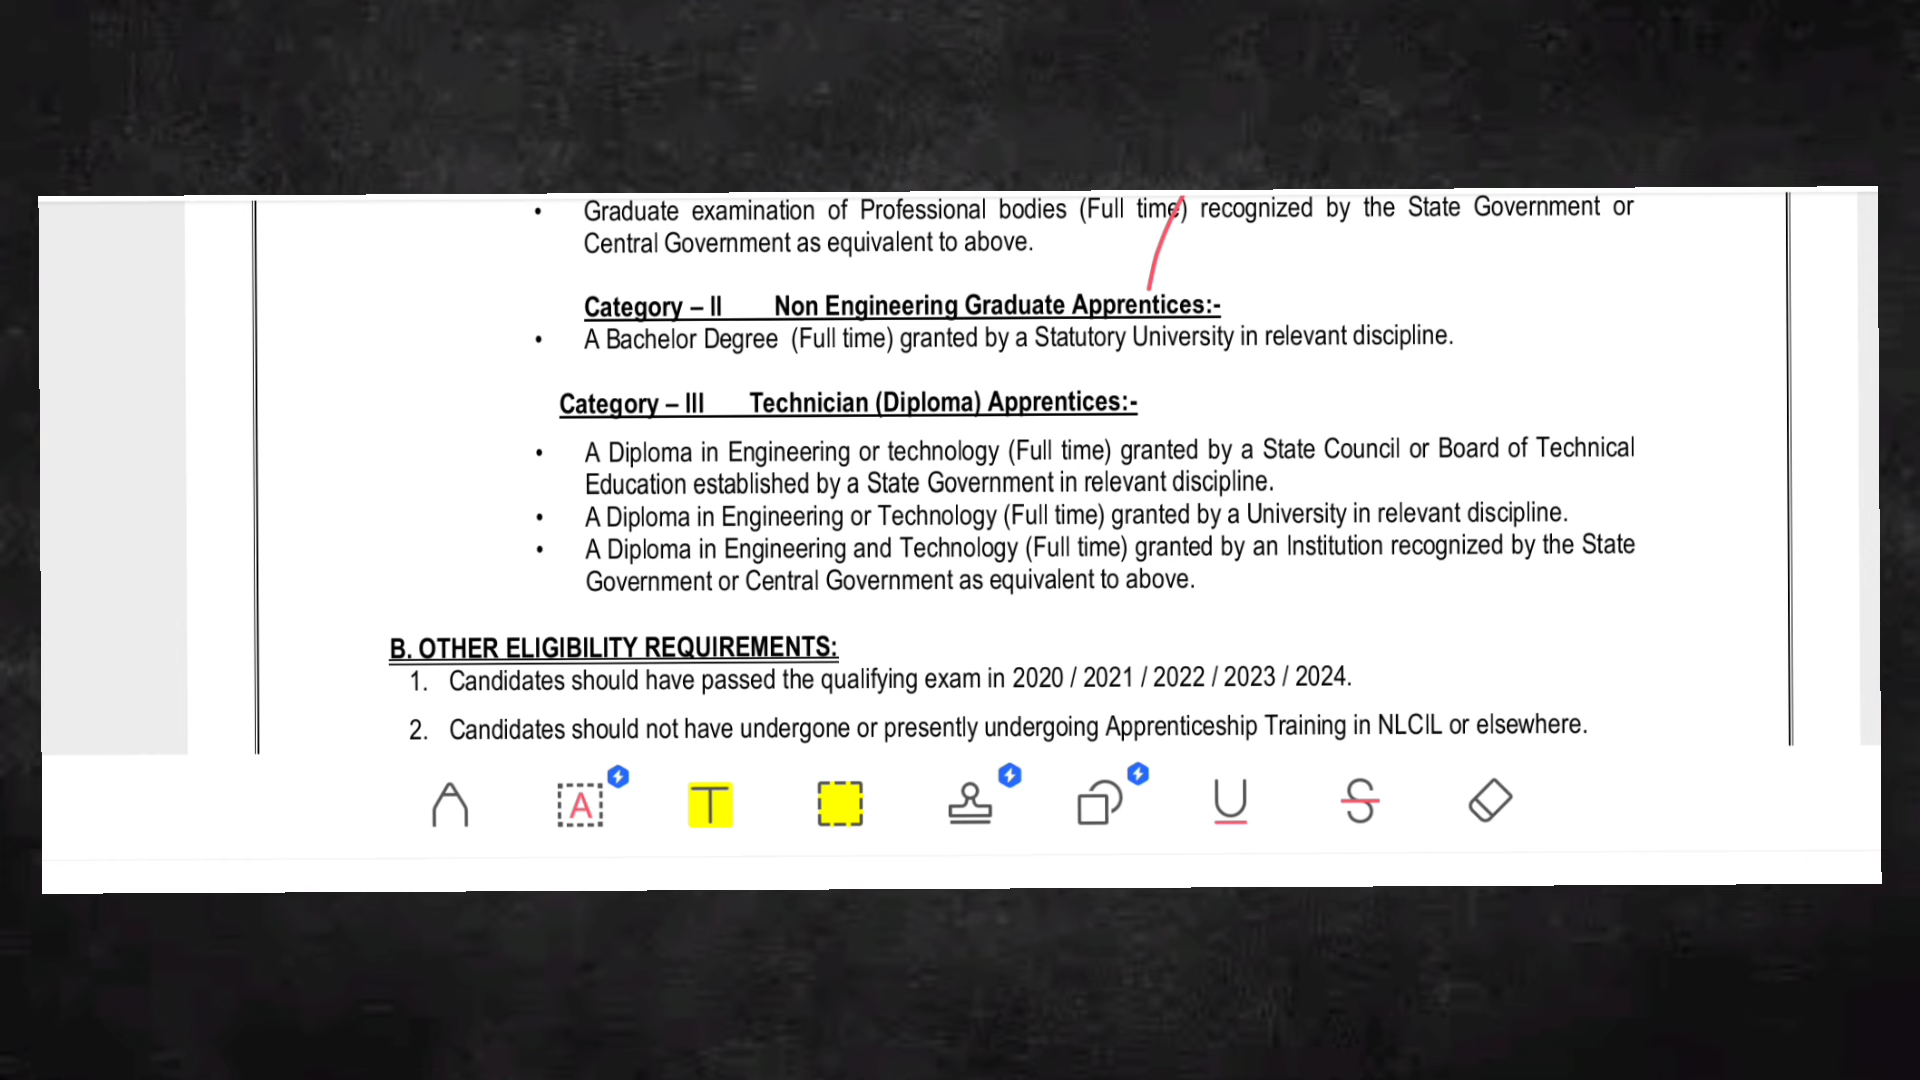 • Graduate examination of Professional bodies (Full time) recognized by the State Government or
Central Government as equivalent to above.
Category – II Non Engineering Graduate Apprentices:-
• A Bachelor Degree (Full time) granted by a Statutory University in relevant discipline.
Category – III Technician (Diploma) Apprentices:-
• A Diploma in Engineering or technology (Full time) granted by a State Council or Board of Technical
Education established by a State Government in relevant discipline.
• A Diploma in Engineering or Technology (Full time) granted by a University in relevant discipline.
• A Diploma in Engineering and Technology (Full time) granted by an Institution recognized by the State
Government or Central Government as equivalent to above.
B. OTHER ELIGIBILITY REQUIREMENTS:
1. Candidates should have passed the qualifying exam in 2020 / 2021 / 2022 / 2023 / 2024.
2. Candidates should not have undergone or presently undergoing Apprenticeship Training in NLCIL or elsewhere.
A T U S